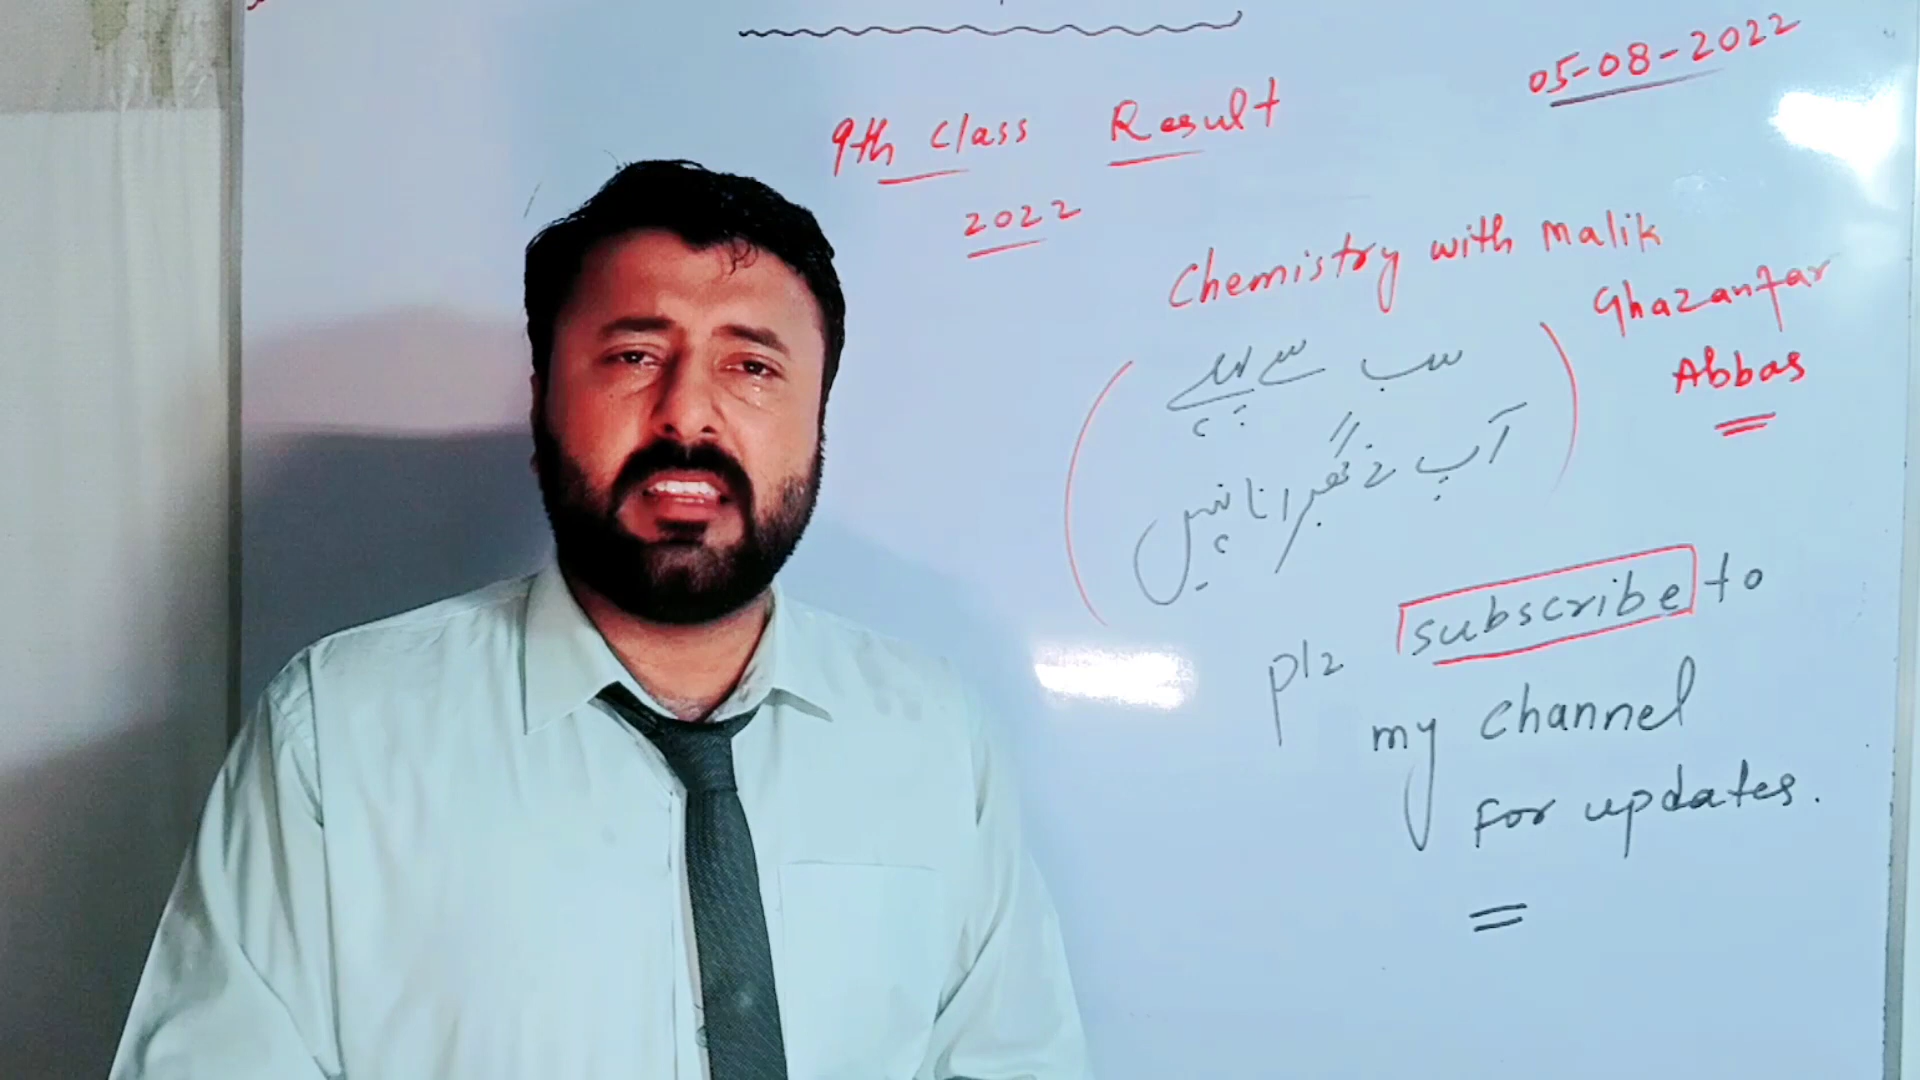 05-08-2022
9th Class Result
2022
Chemistry with Malik
Ghazanfar
Abbas
سب سے پہلے
آپ نے گھبرانا نہیں
plz subscribe to
my channel
for updates.